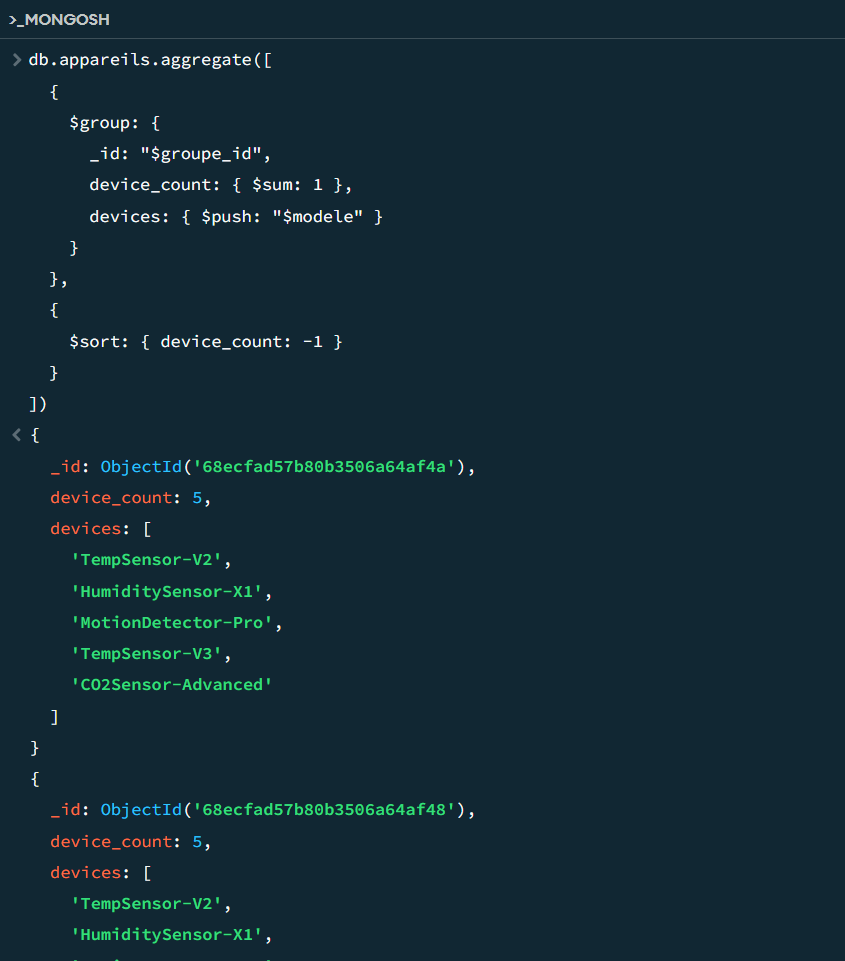 >_MONGOSH
> db.appareils.aggregate([
{
$group: {
_id: "$groupe_id",
device_count: { $sum: 1 },
devices: { $push: "$modele" }
}
},
{
$sort: { device_count: -1 }
}
])
< {
_id: ObjectId('68ecfad57b80b3506a64af4a'),
device_count: 5,
devices: [
'TempSensor-V2',
'HumiditySensor-X1',
'MotionDetector-Pro',
'TempSensor-V3',
'CO2Sensor-Advanced'
]
}
{
_id: ObjectId('68ecfad57b80b3506a64af48'),
device_count: 5,
devices: [
'TempSensor-V2',
'HumiditySensor-X1',